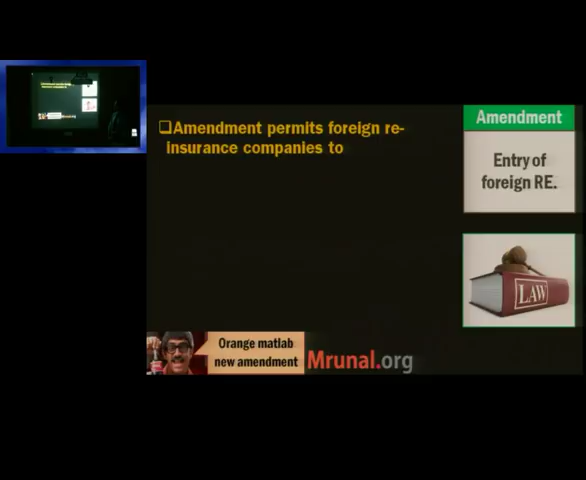 ❑Amendment permits foreign re-
insurance companies to
Amendment
Entry of
foreign RE.
LAW
Orange matlab
new amendment
Mrunal.org